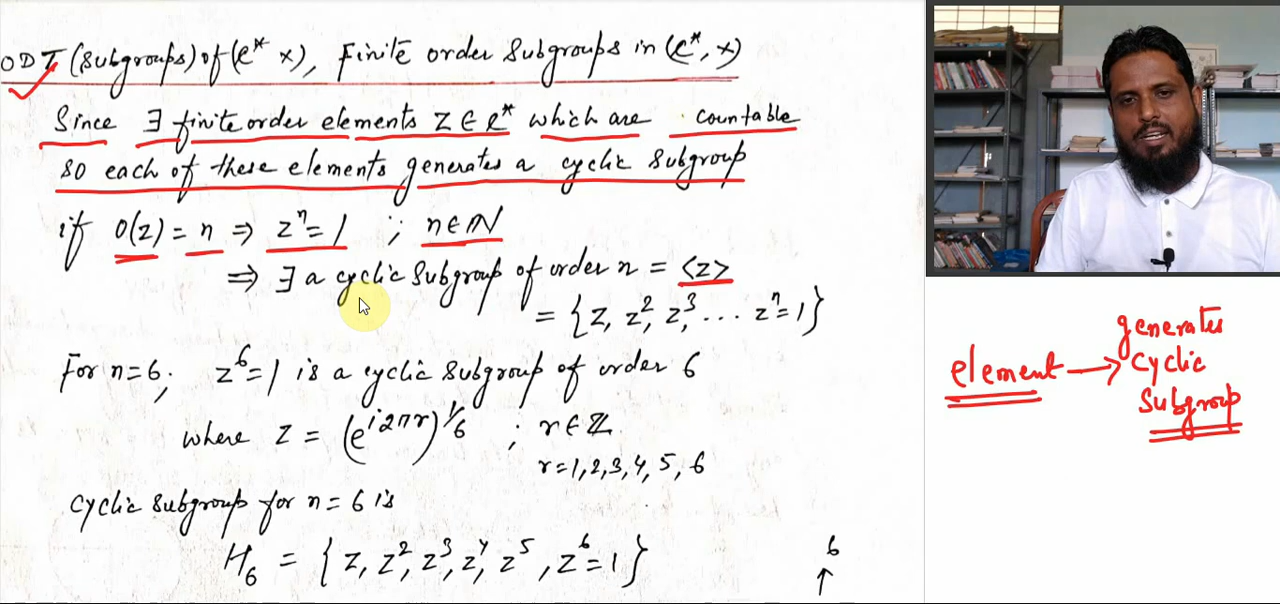 ODT (Subgroups) of (C* ×), Finite order Subgroups in (C*, ×)
Since ∃ finite order elements Z ∈ C* which are countable
so each of these elements generates a cyclic Subgroup
if O(z) = n ⇒ zⁿ = 1 ; n ∈ ℕ
⇒ ∃ a cyclic Subgroup of order n = <z>
= {z, z², z³, ... zⁿ = 1}
For n=6; z⁶ = 1 is a cyclic Subgroup of order 6
where z = (e^{i2πr})^{1/6} ; r ∈ ℤ
r = 1, 2, 3, 4, 5, 6
Cyclic Subgroup for n = 6 is
H₆ = {z, z², z³, z⁴, z⁵, z⁶ = 1}
6
↑
element → generates
cyclic
Subgroup